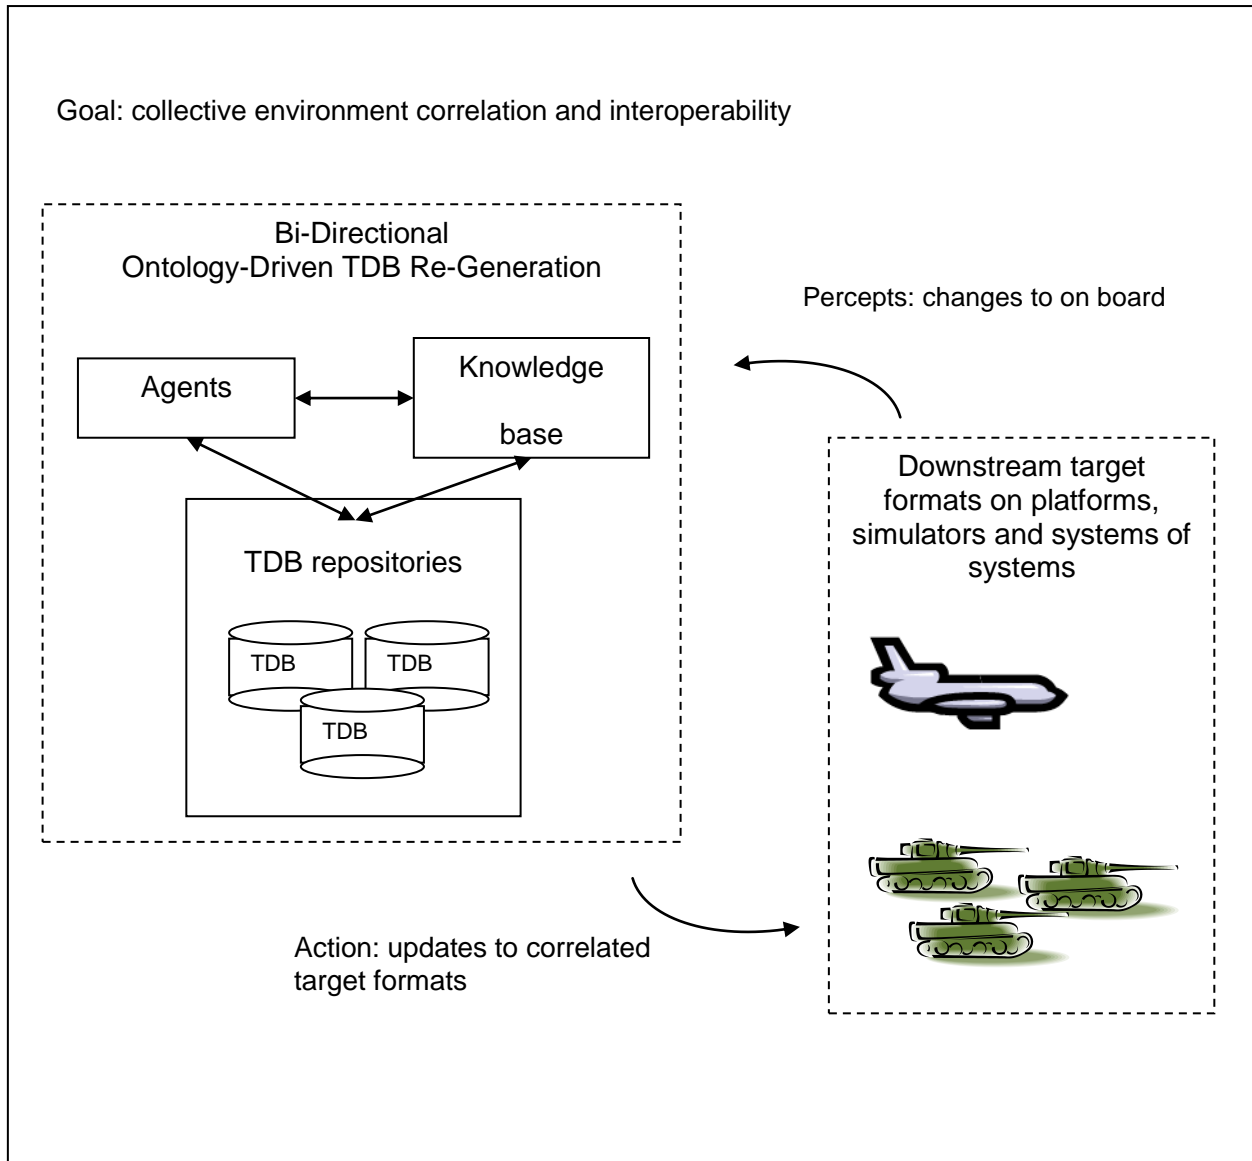 Goal: collective environment correlation and interoperability
Bi-Directional
Ontology-Driven TDB Re-Generation
Percepts: changes to on board
Agents
Knowledge
base
Downstream target
formats on platforms,
simulators and systems of
systems
TDB repositories
TDB
TDB
TDB
Action: updates to correlated
target formats